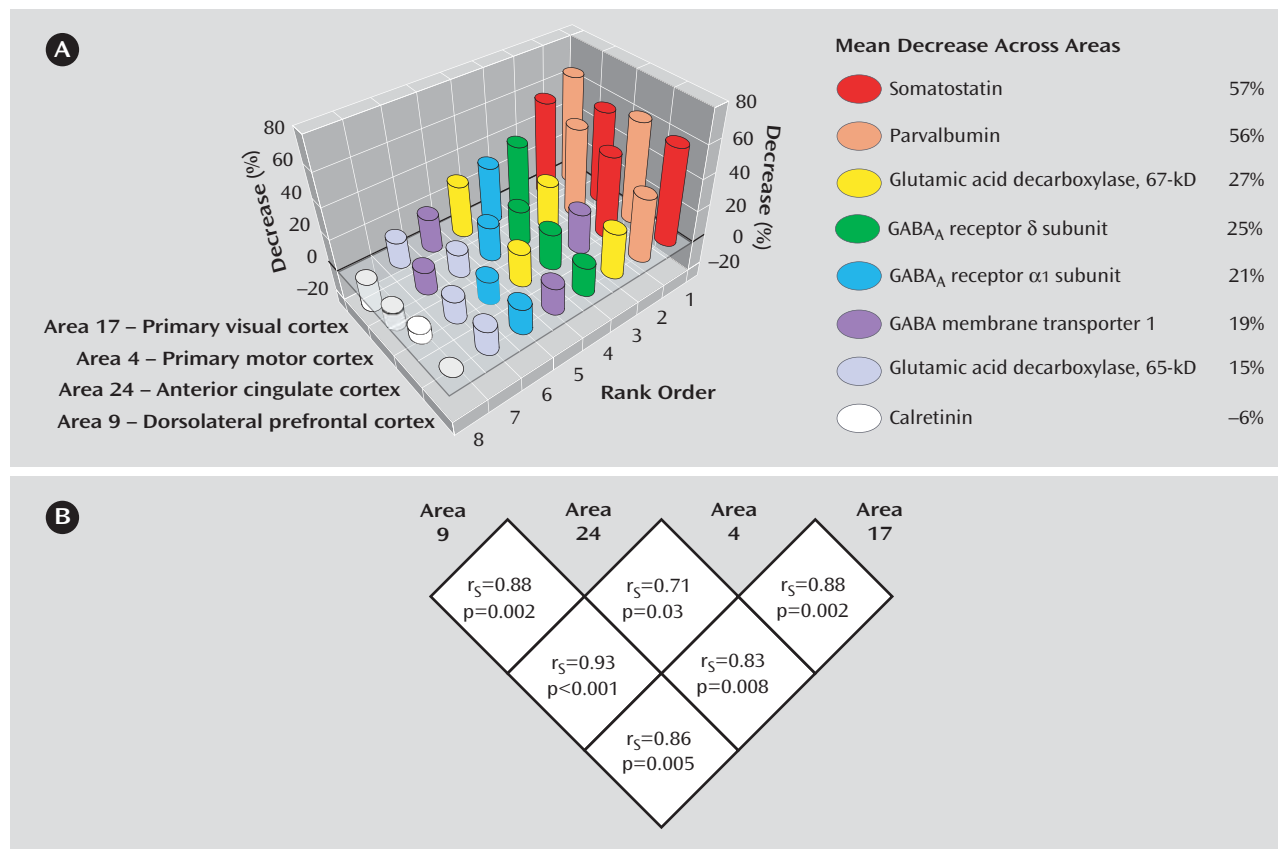 A
Mean Decrease Across Areas
Somatostatin 57%
Parvalbumin 56%
Glutamic acid decarboxylase, 67-kD 27%
GABAA receptor δ subunit 25%
GABAA receptor α1 subunit 21%
GABA membrane transporter 1 19%
Glutamic acid decarboxylase, 65-kD 15%
Calretinin –6%
Decrease (%)
80
60
40
20
0
–20
Decrease (%)
80
60
40
20
0
–20
Area 17 – Primary visual cortex
Area 4 – Primary motor cortex
Area 24 – Anterior cingulate cortex
Area 9 – Dorsolateral prefrontal cortex
1
2
3
4
5
6
7
8
Rank Order
B
Area
9
Area
24
Area
4
Area
17
rS=0.88
p=0.002
rS=0.71
p=0.03
rS=0.88
p=0.002
rS=0.93
p<0.001
rS=0.83
p=0.008
rS=0.86
p=0.005